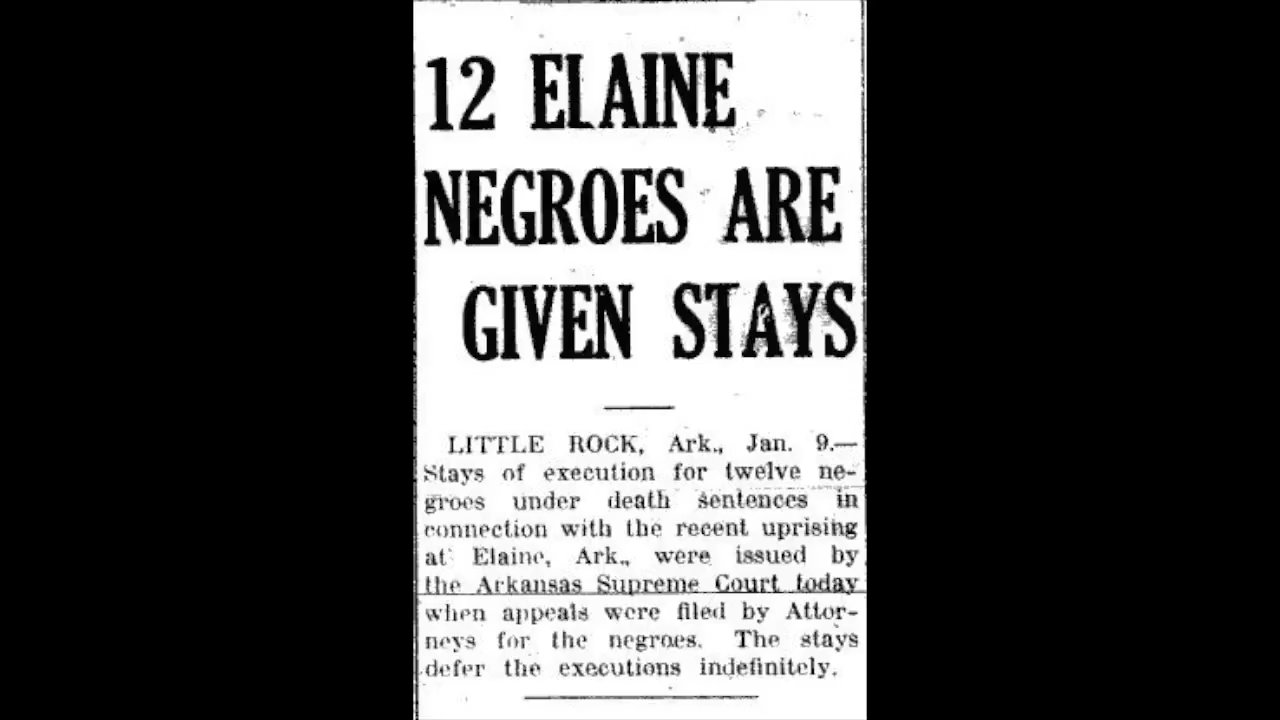 12 ELAINE
NEGROES ARE
GIVEN STAYS
LITTLE ROCK, Ark., Jan. 9.—
Stays of execution for twelve ne-
groes under death sentences in
connection with the recent uprising
at Elaine, Ark., were issued by
the Arkansas Supreme Court today
when appeals were filed by Attor-
neys for the negroes. The stays
defer the executions indefinitely.